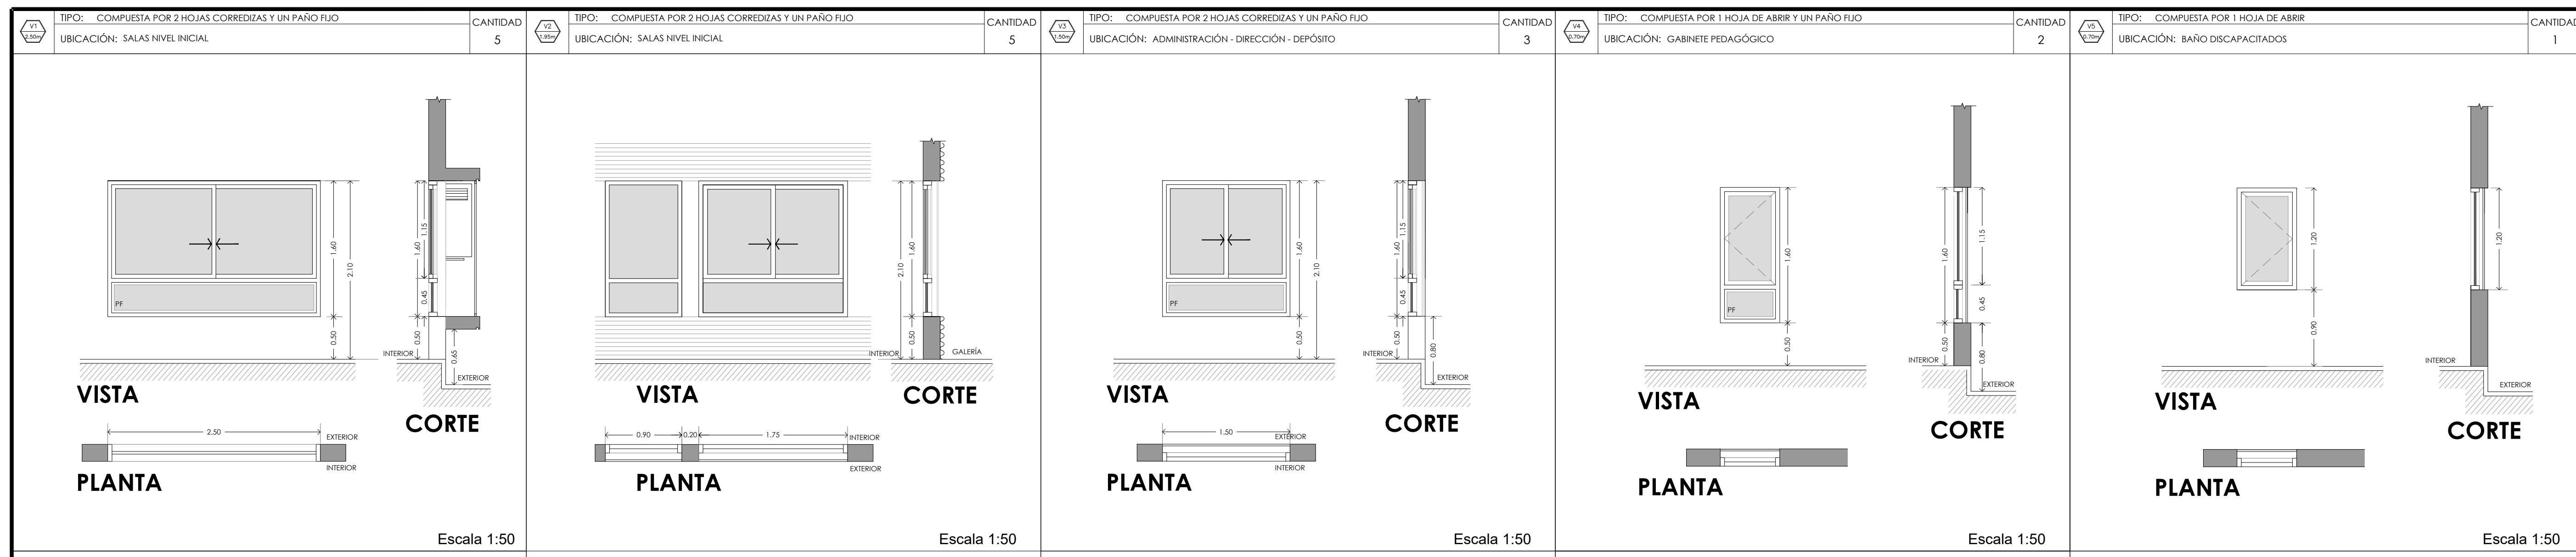 V1
2.50m
TIPO: COMPUESTA POR 2 HOJAS CORREDIZAS Y UN PAÑO FIJO
UBICACIÓN: SALAS NIVEL INICIAL
CANTIDAD
5
1.60
2.10
0.50
PF
1.60
1.15
0.45
0.50
0.65
INTERIOR
EXTERIOR
VISTA
CORTE
2.50
EXTERIOR
INTERIOR
PLANTA
Escala 1:50
V2
1.95m
TIPO: COMPUESTA POR 2 HOJAS CORREDIZAS Y UN PAÑO FIJO
UBICACIÓN: SALAS NIVEL INICIAL
CANTIDAD
5
2.10
1.60
0.50
INTERIOR
GALERÍA
VISTA
CORTE
0.90
0.20
1.75
INTERIOR
EXTERIOR
PLANTA
Escala 1:50
V3
1.50m
TIPO: COMPUESTA POR 2 HOJAS CORREDIZAS Y UN PAÑO FIJO
UBICACIÓN: ADMINISTRACIÓN - DIRECCIÓN - DEPÓSITO
CANTIDAD
3
1.60
2.10
0.50
PF
1.60
1.15
0.45
0.50
0.80
INTERIOR
EXTERIOR
VISTA
CORTE
1.50
EXTERIOR
INTERIOR
PLANTA
Escala 1:50
V4
0.70m
TIPO: COMPUESTA POR 1 HOJA DE ABRIR Y UN PAÑO FIJO
UBICACIÓN: GABINETE PEDAGÓGICO
CANTIDAD
2
1.60
0.50
PF
1.60
1.15
0.45
0.50
0.80
INTERIOR
EXTERIOR
VISTA
CORTE
PLANTA
Escala 1:50
V5
0.70m
TIPO: COMPUESTA POR 1 HOJA DE ABRIR
UBICACIÓN: BAÑO DISCAPACITADOS
CANTIDAD
1
1.20
0.90
1.20
INTERIOR
EXTERIOR
VISTA
CORTE
PLANTA
Escala 1:50